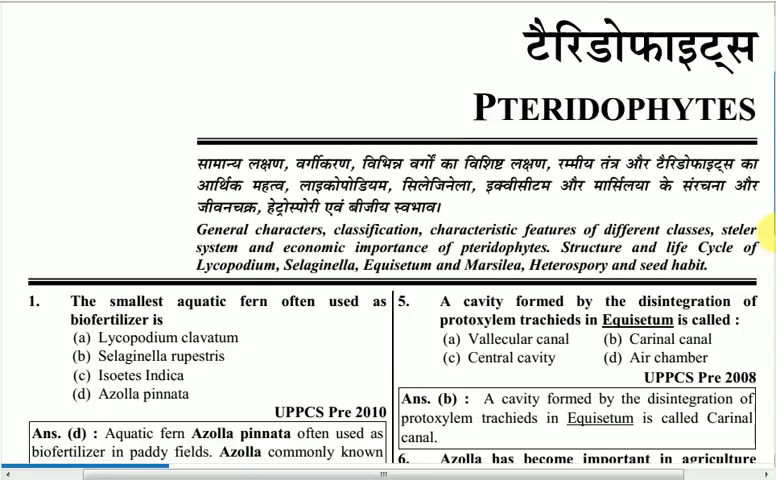 टैरिडोफाइट्स
PTERIDOPHYTES
सामान्य लक्षण, वर्गीकरण, विभिन्न वर्गों का विशिष्ट लक्षण, रम्भीय तंत्र और टैरिडोफाइट्स का
आर्थिक महत्व, लाइकोपोडियम, सिलेजिनेला, इक्वीसीटम और मार्सिलया के संरचना और
जीवनचक्र, हेट्रोस्पोरी एवं बीजीय स्वभाव।
General characters, classification, characteristic features of different classes, steler
system and economic importance of pteridophytes. Structure and life Cycle of
Lycopodium, Selaginella, Equisetum and Marsilea, Heterospory and seed habit.
1. The smallest aquatic fern often used as
biofertilizer is
(a) Lycopodium clavatum
(b) Selaginella rupestris
(c) Isoetes Indica
(d) Azolla pinnata
UPPCS Pre 2010
Ans. (d) : Aquatic fern Azolla pinnata often used as
biofertilizer in paddy fields. Azolla commonly known
5. A cavity formed by the disintegration of
protoxylem trachieds in Equisetum is called :
(a) Vallecular canal (b) Carinal canal
(c) Central cavity (d) Air chamber
UPPCS Pre 2008
Ans. (b) : A cavity formed by the disintegration of
protoxylem trachieds in Equisetum is called Carinal
canal.
6. Azolla has become important in agriculture